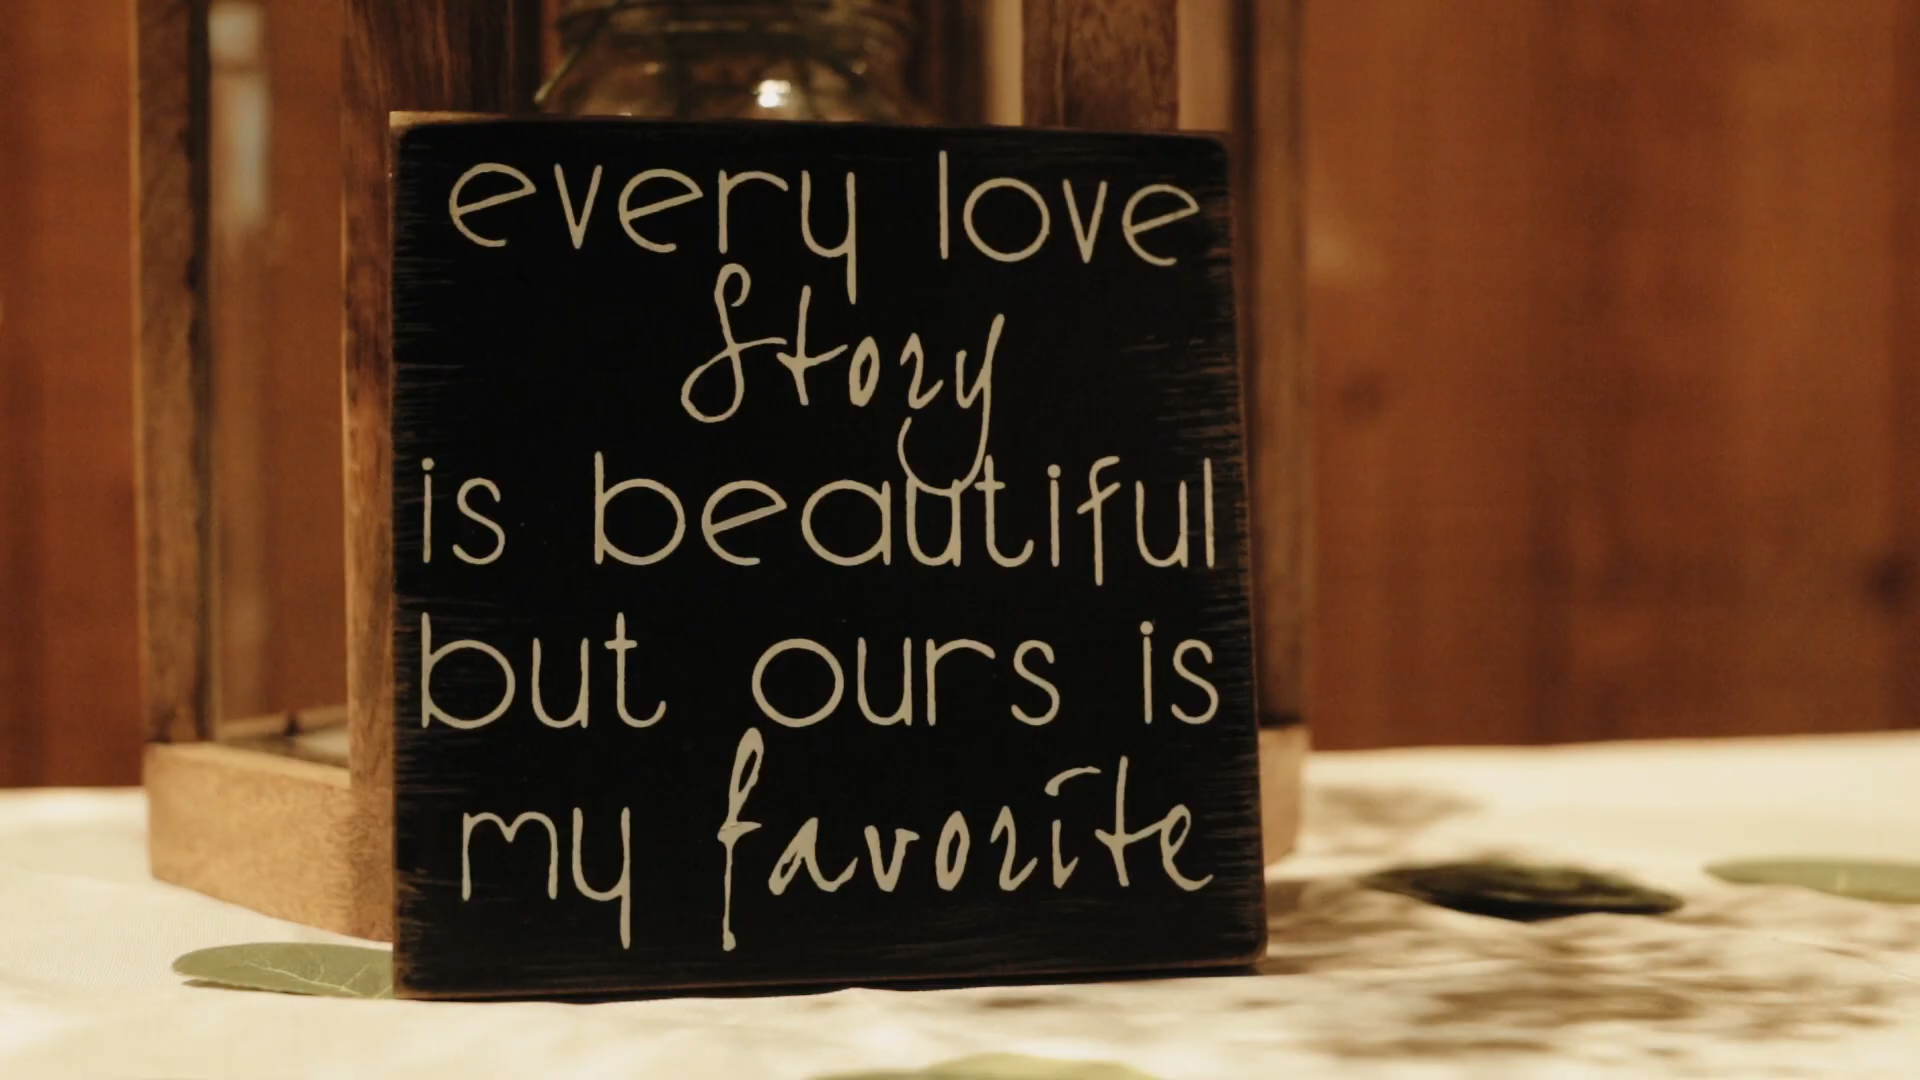 every love
Story
is beautiful
but ours is
my favorite